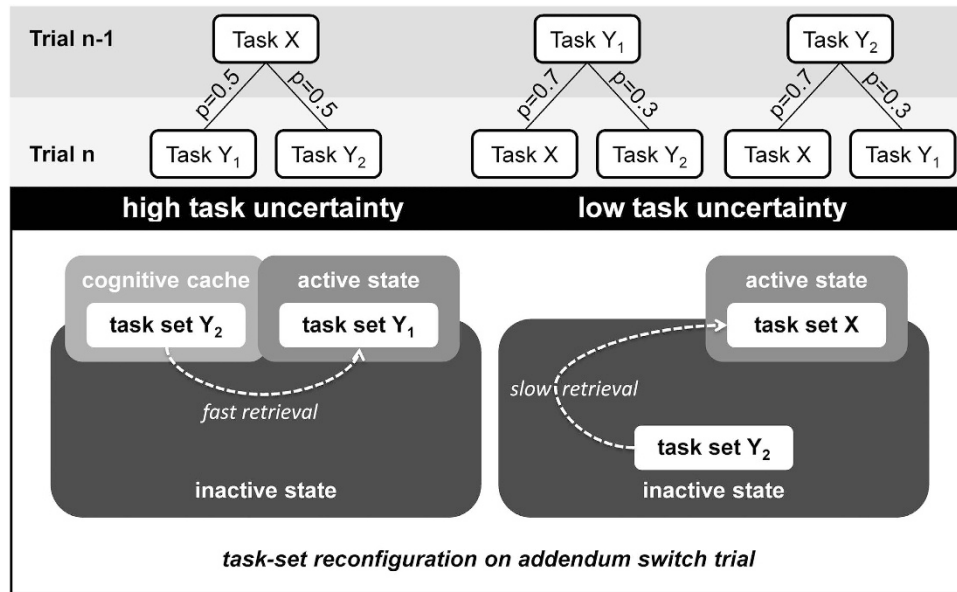 Trial n-1
Task X
Task Y₁
Task Y₂
p=0.5
p=0.5
p=0.7
p=0.3
p=0.7
p=0.3
Trial n
Task Y₁
Task Y₂
Task X
Task Y₂
Task X
Task Y₁
high task uncertainty
low task uncertainty
cognitive cache
active state
task set Y₂
task set Y₁
fast retrieval
inactive state
active state
task set X
slow retrieval
task set Y₂
inactive state
task-set reconfiguration on addendum switch trial